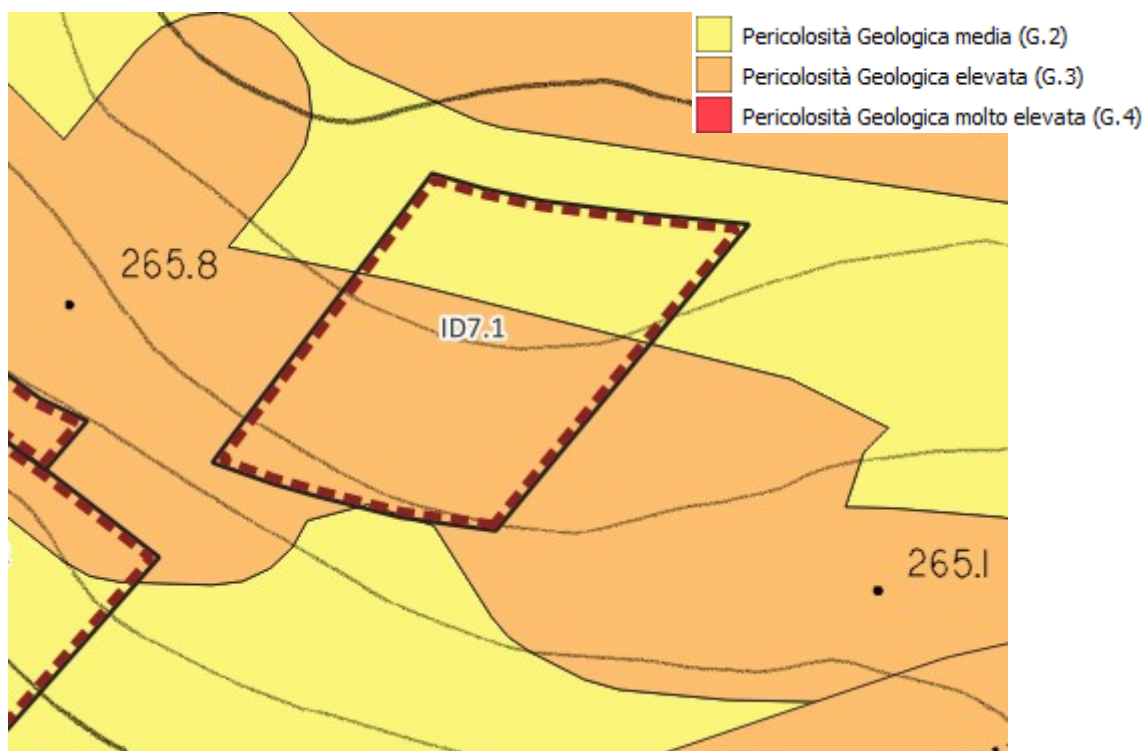 Pericolosità Geologica media (G.2)
Pericolosità Geologica elevata (G.3)
Pericolosità Geologica molto elevata (G.4)
265.8
ID7.1
265.1